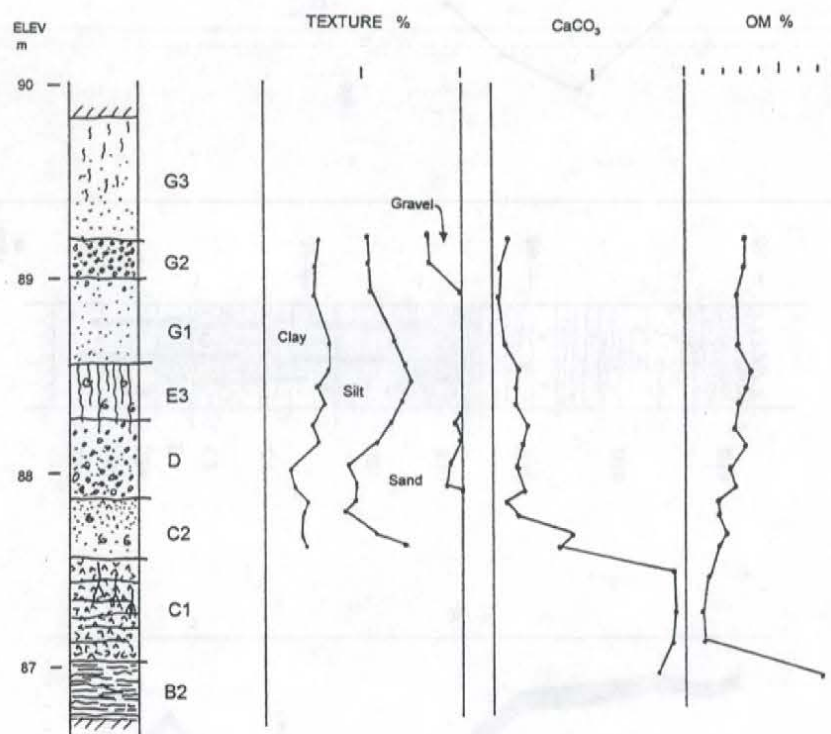 TEXTURE % CaCO₃ OM %
ELEV
m
90
G3
Gravel
G2
89
G1
Clay
E3
Silt
88
D
Sand
C2
C1
87
B2